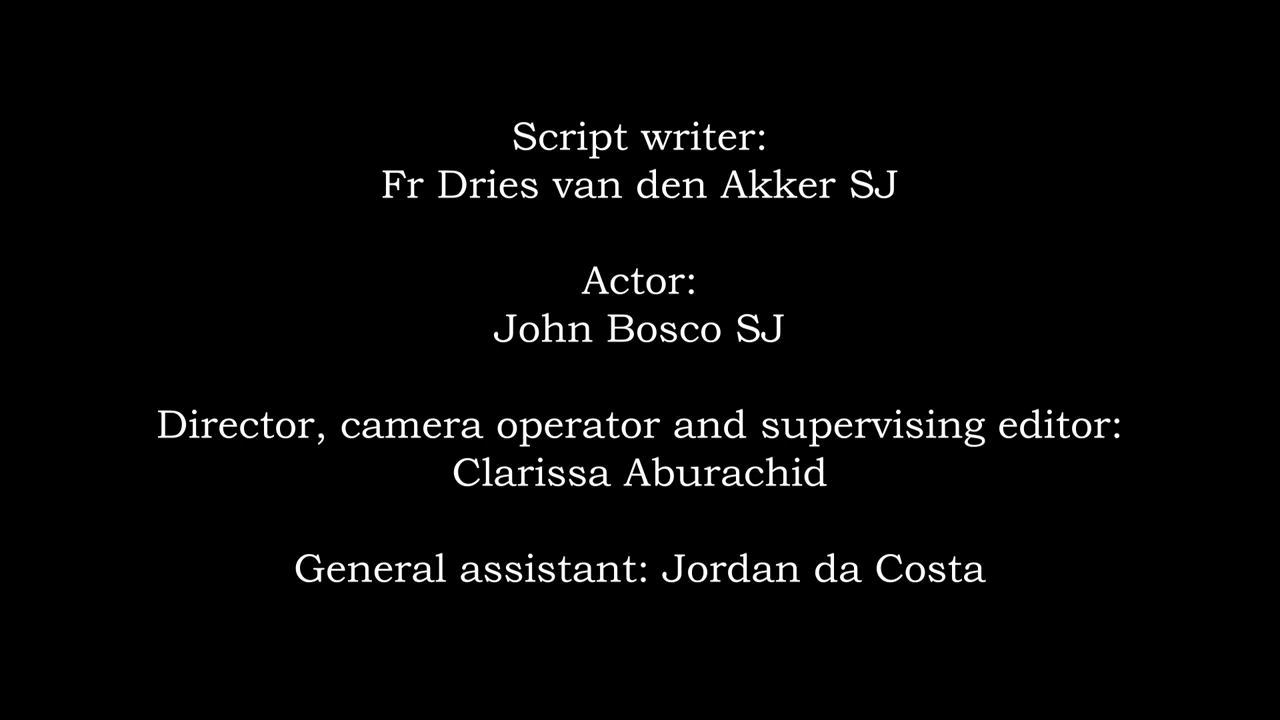 Script writer:
Fr Dries van den Akker SJ
Actor:
John Bosco SJ
Director, camera operator and supervising editor:
Clarissa Aburachid
General assistant: Jordan da Costa